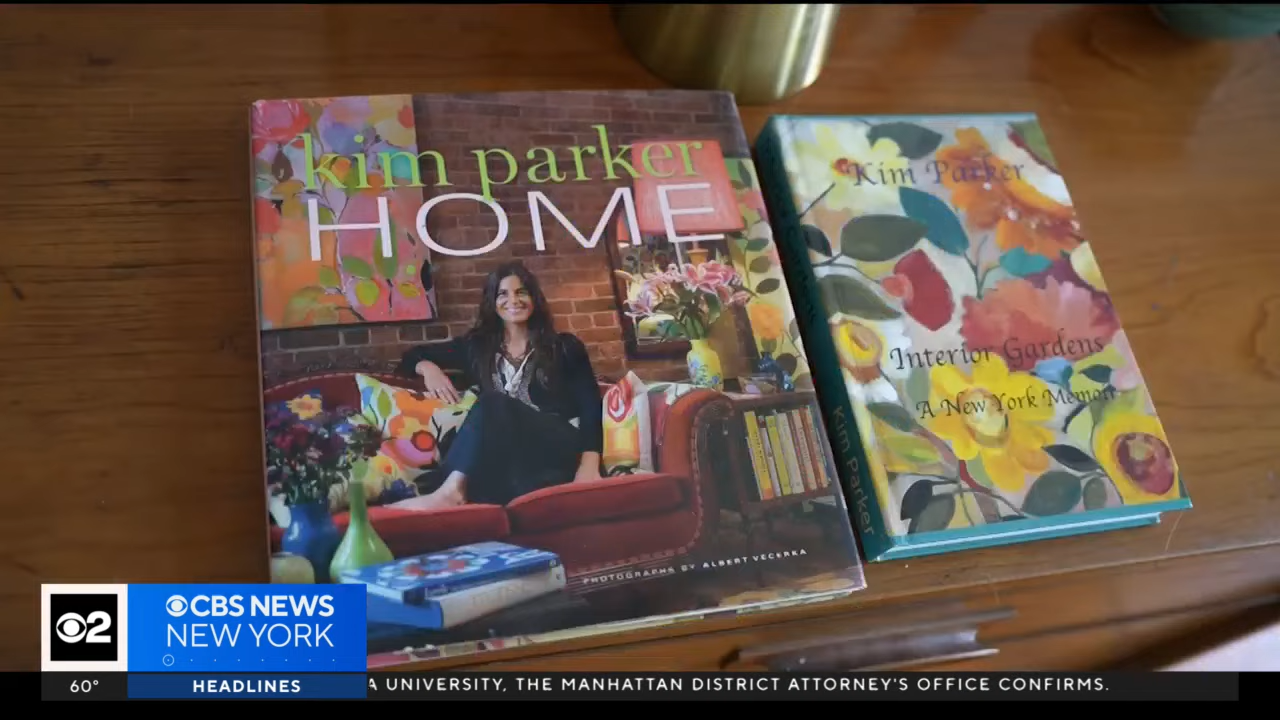 kim parker
HOME
PHOTOGRAPHS BY ALBERT VECERKA
Kim Parker
Interior Gardens
A New York Memoir
Kim Parker
2
CBS NEWS
NEW YORK
60° HEADLINES A UNIVERSITY, THE MANHATTAN DISTRICT ATTORNEY'S OFFICE CONFIRMS.